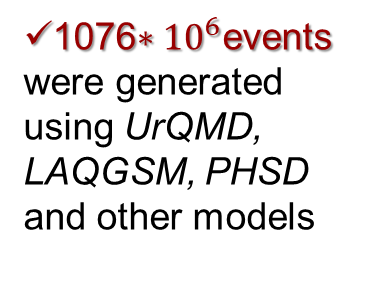 ✓1076* 10⁶events
were generated
using UrQMD,
LAQGSM, PHSD
and other models